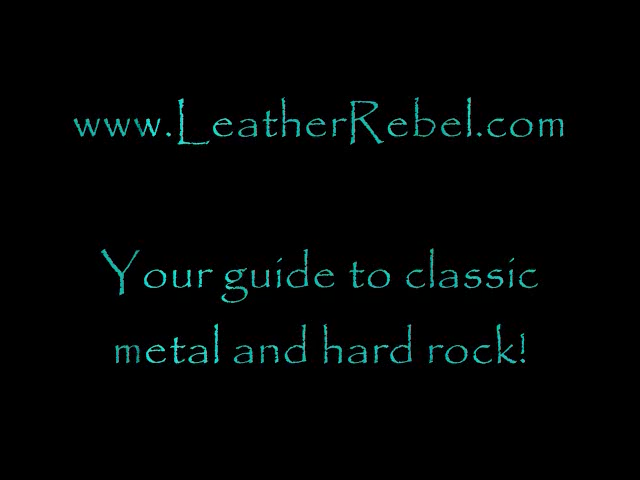 www.LeatherRebel.com
Your guide to classic
metal and hard rock!